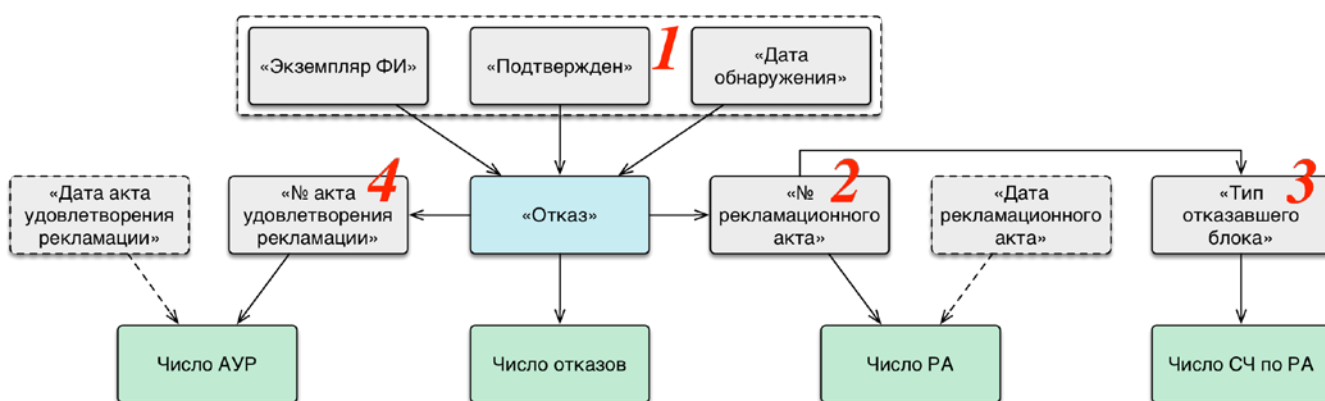 «Экземпляр ФИ»
«Подтвержден»
1
«Дата
обнаружения»
«Дата акта
удовлетворения
рекламации»
«№ акта
удовлетворения
рекламации»
4
«Отказ»
«№
рекламационного
акта»
2
«Дата
рекламационного
акта»
«Тип
отказавшего
блока»
3
Число АУР
Число отказов
Число РА
Число СЧ по РА